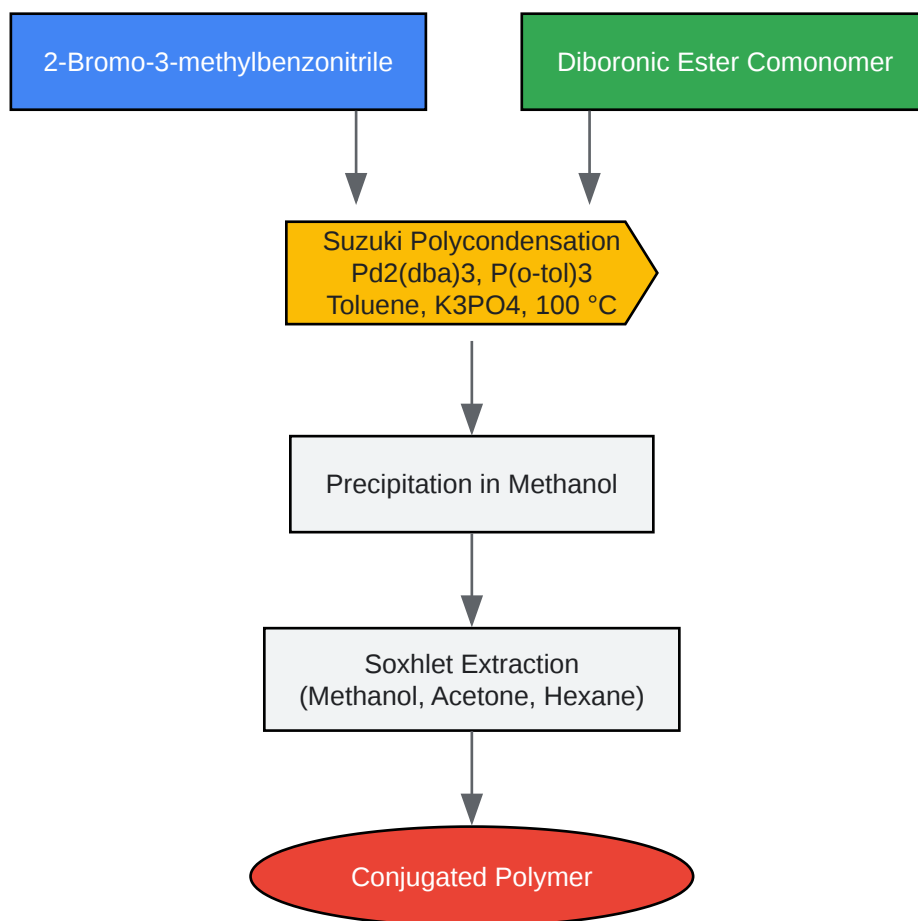 2-Bromo-3-methylbenzonitrile
Diboronic Ester Comonomer
Suzuki Polycondensation
Pd2(dba)3, P(o-tol)3
Toluene, K3PO4, 100 °C
Precipitation in Methanol
Soxhlet Extraction
(Methanol, Acetone, Hexane)
Conjugated Polymer